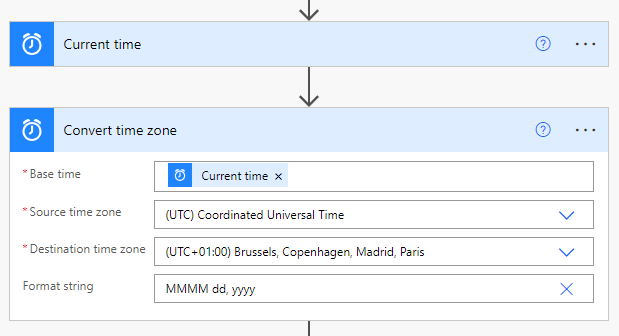 Current time
Convert time zone
* Base time
Current time ×
* Source time zone
(UTC) Coordinated Universal Time
* Destination time zone
(UTC+01:00) Brussels, Copenhagen, Madrid, Paris
Format string
MMMM dd, yyyy